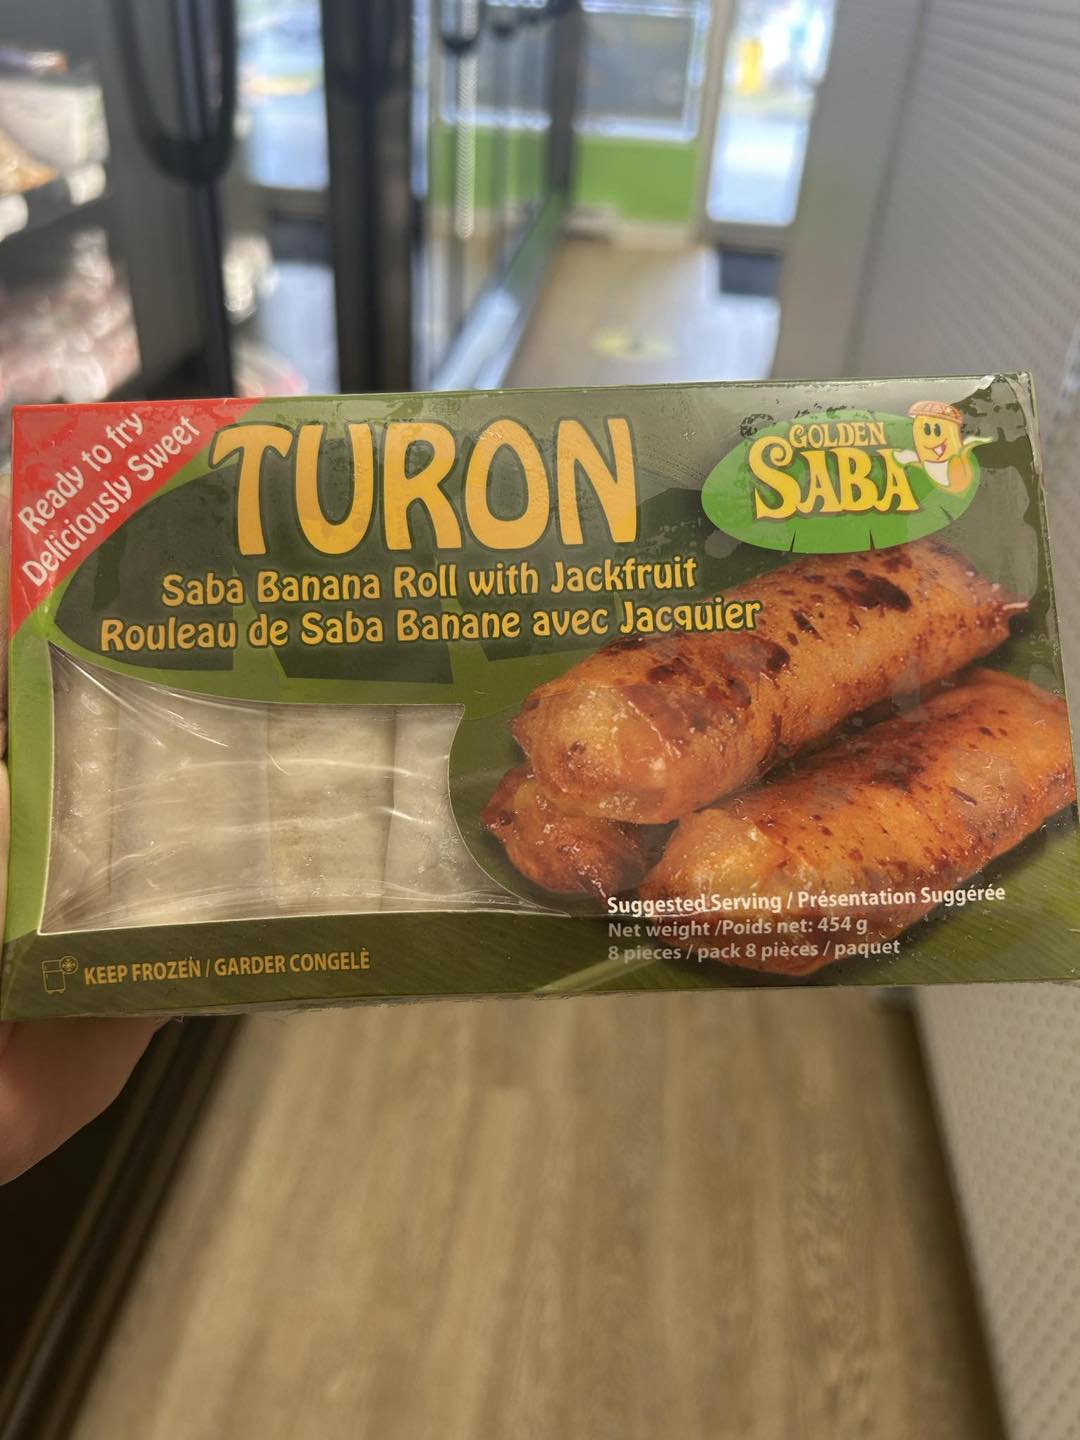 Ready to fry
Deliciously Sweet
TURON
GOLDEN
SABA
Saba Banana Roll with Jackfruit
Rouleau de Saba Banane avec Jacquier
Suggested Serving / Présentation Suggérée
Net weight /Poids net: 454 g
8 pieces / pack 8 pièces / paquet
KEEP FROZEN / GARDER CONGELÈ